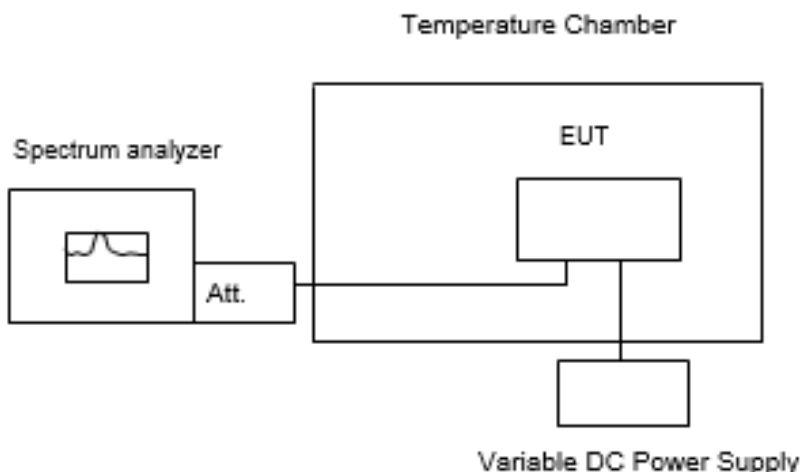 Temperature Chamber
EUT
Spectrum analyzer
Att.
Variable DC Power Supply